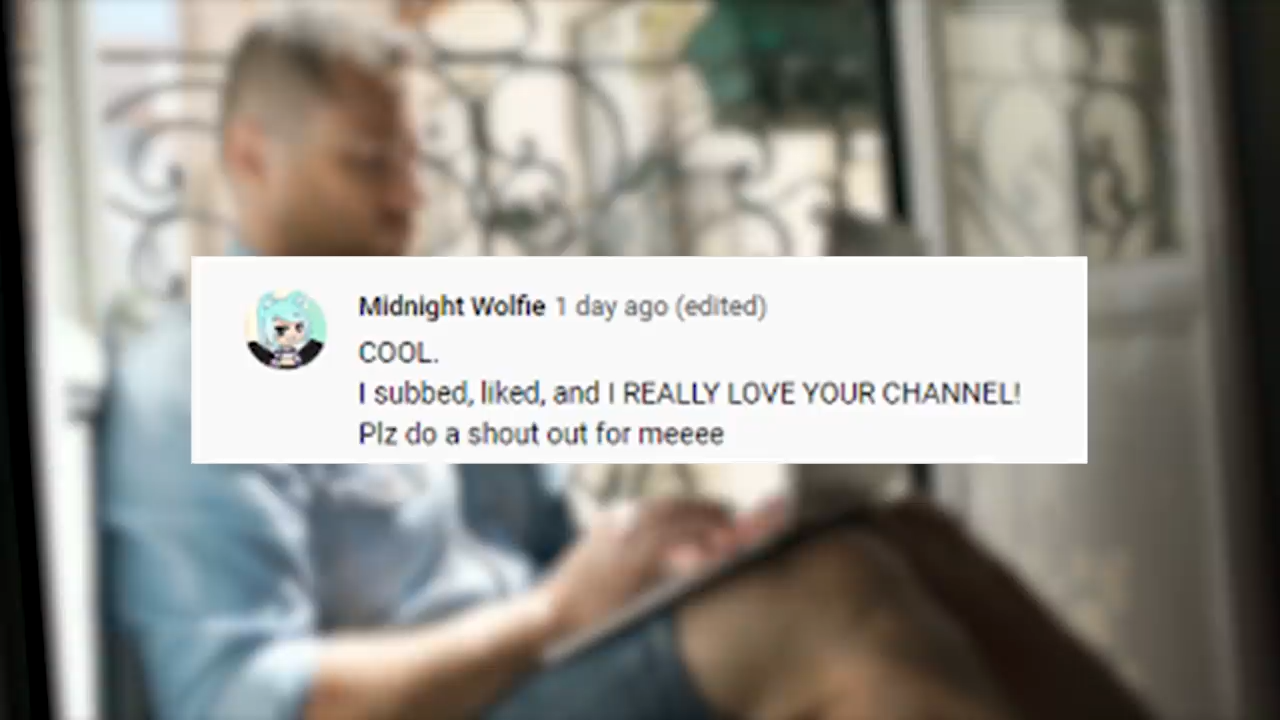 Midnight Wolfie 1 day ago (edited)
COOL.
I subbed, liked, and I REALLY LOVE YOUR CHANNEL!
Plz do a shout out for meeee